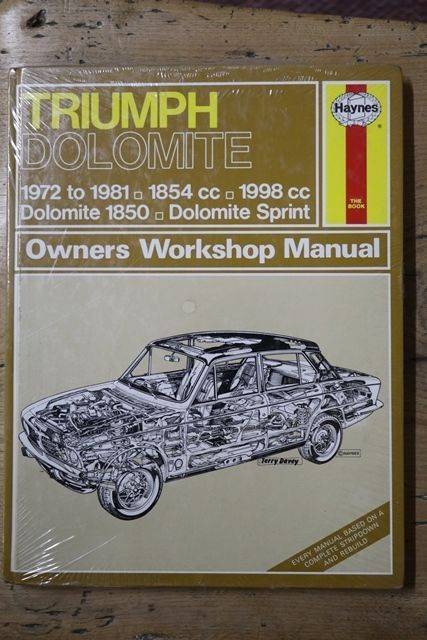 TRIUMPH
DOLOMITE
1972 to 1981 □ 1854 cc □ 1998 cc
Dolomite 1850 □ Dolomite Sprint
Haynes
®
THE
BOOK
Owners Workshop Manual
Terry Davey
©HAYNES
EVERY MANUAL BASED ON A
COMPLETE STRIPDOWN
AND REBUILD